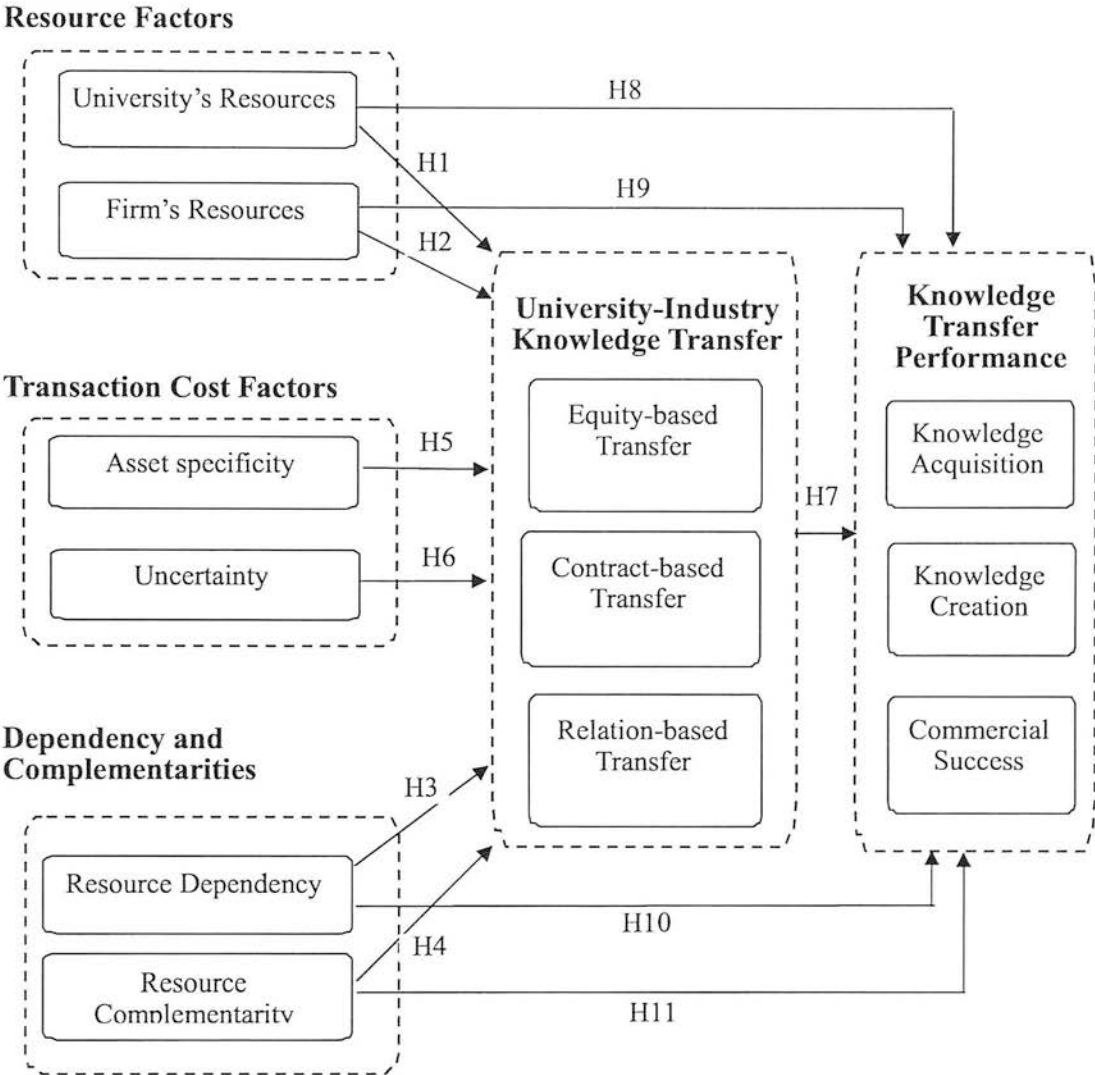 Resource Factors
University's Resources
H8
H1
Firm's Resources
H9
H2
University-Industry
Knowledge Transfer
Knowledge
Transfer
Performance
Transaction Cost Factors
Asset specificity
H5
Uncertainty
H6
Equity-based
Transfer
Contract-based
Transfer
Relation-based
Transfer
H7
Knowledge
Acquisition
Knowledge
Creation
Commercial
Success
Dependency and
Complementarities
H3
Resource Dependency
H10
H4
Resource
Complementarity
H11